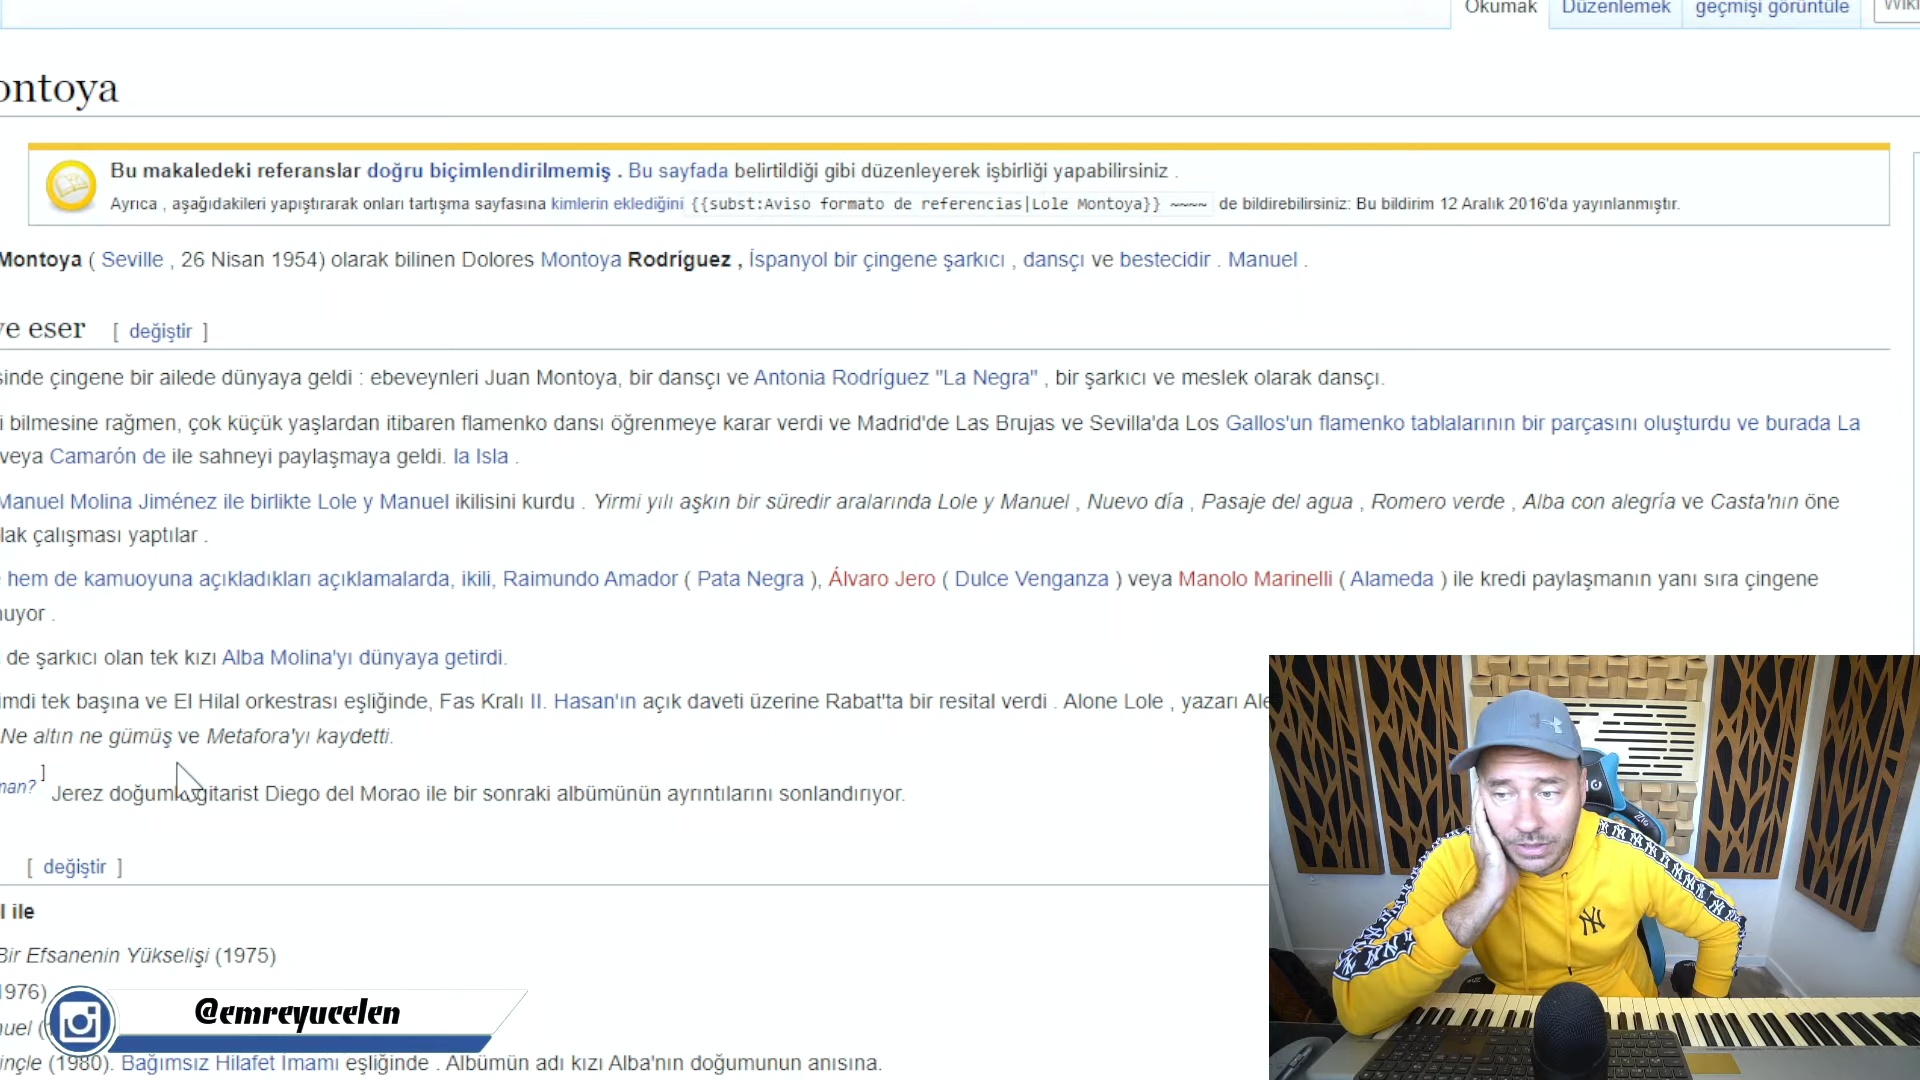 Okumak Düzenlemek geçmişi görüntüle
ontoya
Bu makaledeki referanslar doğru biçimlendirilmemiş . Bu sayfada belirtildiği gibi düzenleyerek işbirliği yapabilirsiniz .
Ayrıca , aşağıdakileri yapıştırarak onları tartışma sayfasına kimlerin eklediğini {{subst:Aviso formato de referencias|Lole Montoya}} ~~~~ de bildirebilirsiniz: Bu bildirim 12 Aralık 2016'da yayınlanmıştır.
Montoya ( Seville , 26 Nisan 1954) olarak bilinen Dolores Montoya Rodríguez , İspanyol bir çingene şarkıcı , dansçı ve bestecidir . Manuel .
ve eser [ değiştir ]
sinde çingene bir ailede dünyaya geldi : ebeveynleri Juan Montoya, bir dansçı ve Antonia Rodríguez "La Negra" , bir şarkıcı ve meslek olarak dansçı.
i bilmesine rağmen, çok küçük yaşlardan itibaren flamenko dansı öğrenmeye karar verdi ve Madrid'de Las Brujas ve Sevilla'da Los Gallos'un flamenko tablalarının bir parçasını oluşturdu ve burada La
veya Camarón de ile sahneyi paylaşmaya geldi. la Isla .
Manuel Molina Jiménez ile birlikte Lole y Manuel ikilisini kurdu . Yirmi yılı aşkın bir süredir aralarında Lole y Manuel , Nuevo día , Pasaje del agua , Romero verde , Alba con alegría ve Casta'nın öne
lak çalışması yaptılar .
hem de kamuoyuna açıkladıkları açıklamalarda, ikili, Raimundo Amador ( Pata Negra ), Álvaro Jero ( Dulce Venganza ) veya Manolo Marinelli ( Alameda ) ile kredi paylaşmanın yanı sıra çingene
uyor .
de şarkıcı olan tek kızı Alba Molina'yı dünyaya getirdi.
imdi tek başına ve El Hilal orkestrası eşliğinde, Fas Kralı II. Hasan'ın açık daveti üzerine Rabat'ta bir resital verdi . Alone Lole , yazarı Ale
Ne altın ne gümüş ve Metafora'yı kaydetti.
man? ] Jerez doğumlu gitarist Diego del Morao ile bir sonraki albümünün ayrıntılarını sonlandırıyor.
[ değiştir ]
l ile
Bir Efsanenin Yükselişi (1975)
1976)
uel (
inçle (1980). Bağımsız Hilafet İmamı eşliğinde . Albümün adı kızı Alba'nın doğumunun anısına.
@emreyucelen
NY